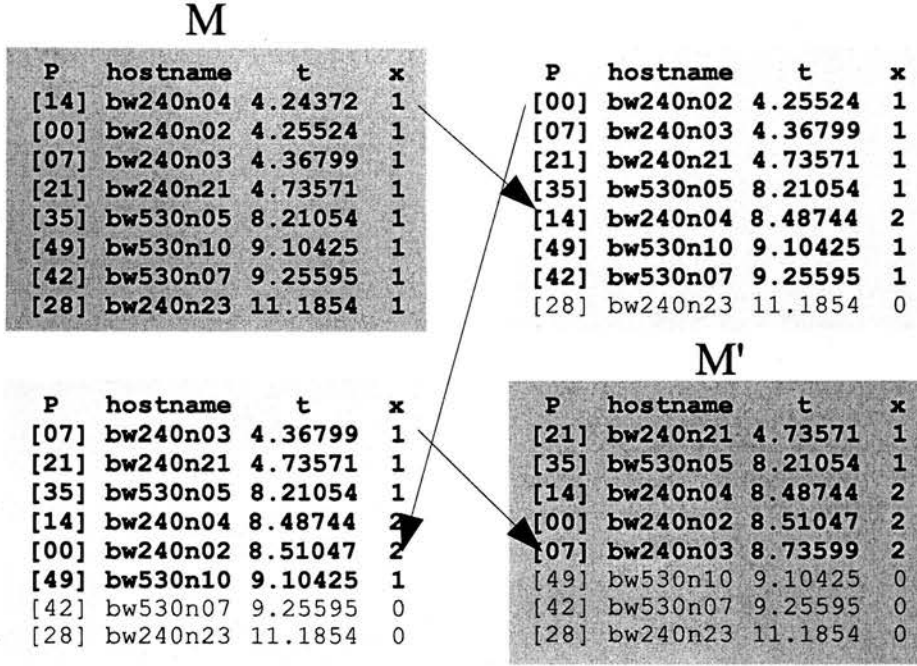 M
P hostname t x
[14] bw240n04 4.24372 1
[00] bw240n02 4.25524 1
[07] bw240n03 4.36799 1
[21] bw240n21 4.73571 1
[35] bw530n05 8.21054 1
[49] bw530n10 9.10425 1
[42] bw530n07 9.25595 1
[28] bw240n23 11.1854 1
P hostname t x
[00] bw240n02 4.25524 1
[07] bw240n03 4.36799 1
[21] bw240n21 4.73571 1
[35] bw530n05 8.21054 1
[14] bw240n04 8.48744 2
[49] bw530n10 9.10425 1
[42] bw530n07 9.25595 1
[28] bw240n23 11.1854 0
P hostname t x
[07] bw240n03 4.36799 1
[21] bw240n21 4.73571 1
[35] bw530n05 8.21054 1
[14] bw240n04 8.48744 2
[00] bw240n02 8.51047 2
[49] bw530n10 9.10425 1
[42] bw530n07 9.25595 0
[28] bw240n23 11.1854 0
M'
P hostname t x
[21] bw240n21 4.73571 1
[35] bw530n05 8.21054 1
[14] bw240n04 8.48744 2
[00] bw240n02 8.51047 2
[07] bw240n03 8.73599 2
[49] bw530n10 9.10425 0
[42] bw530n07 9.25595 0
[28] bw240n23 11.1854 0